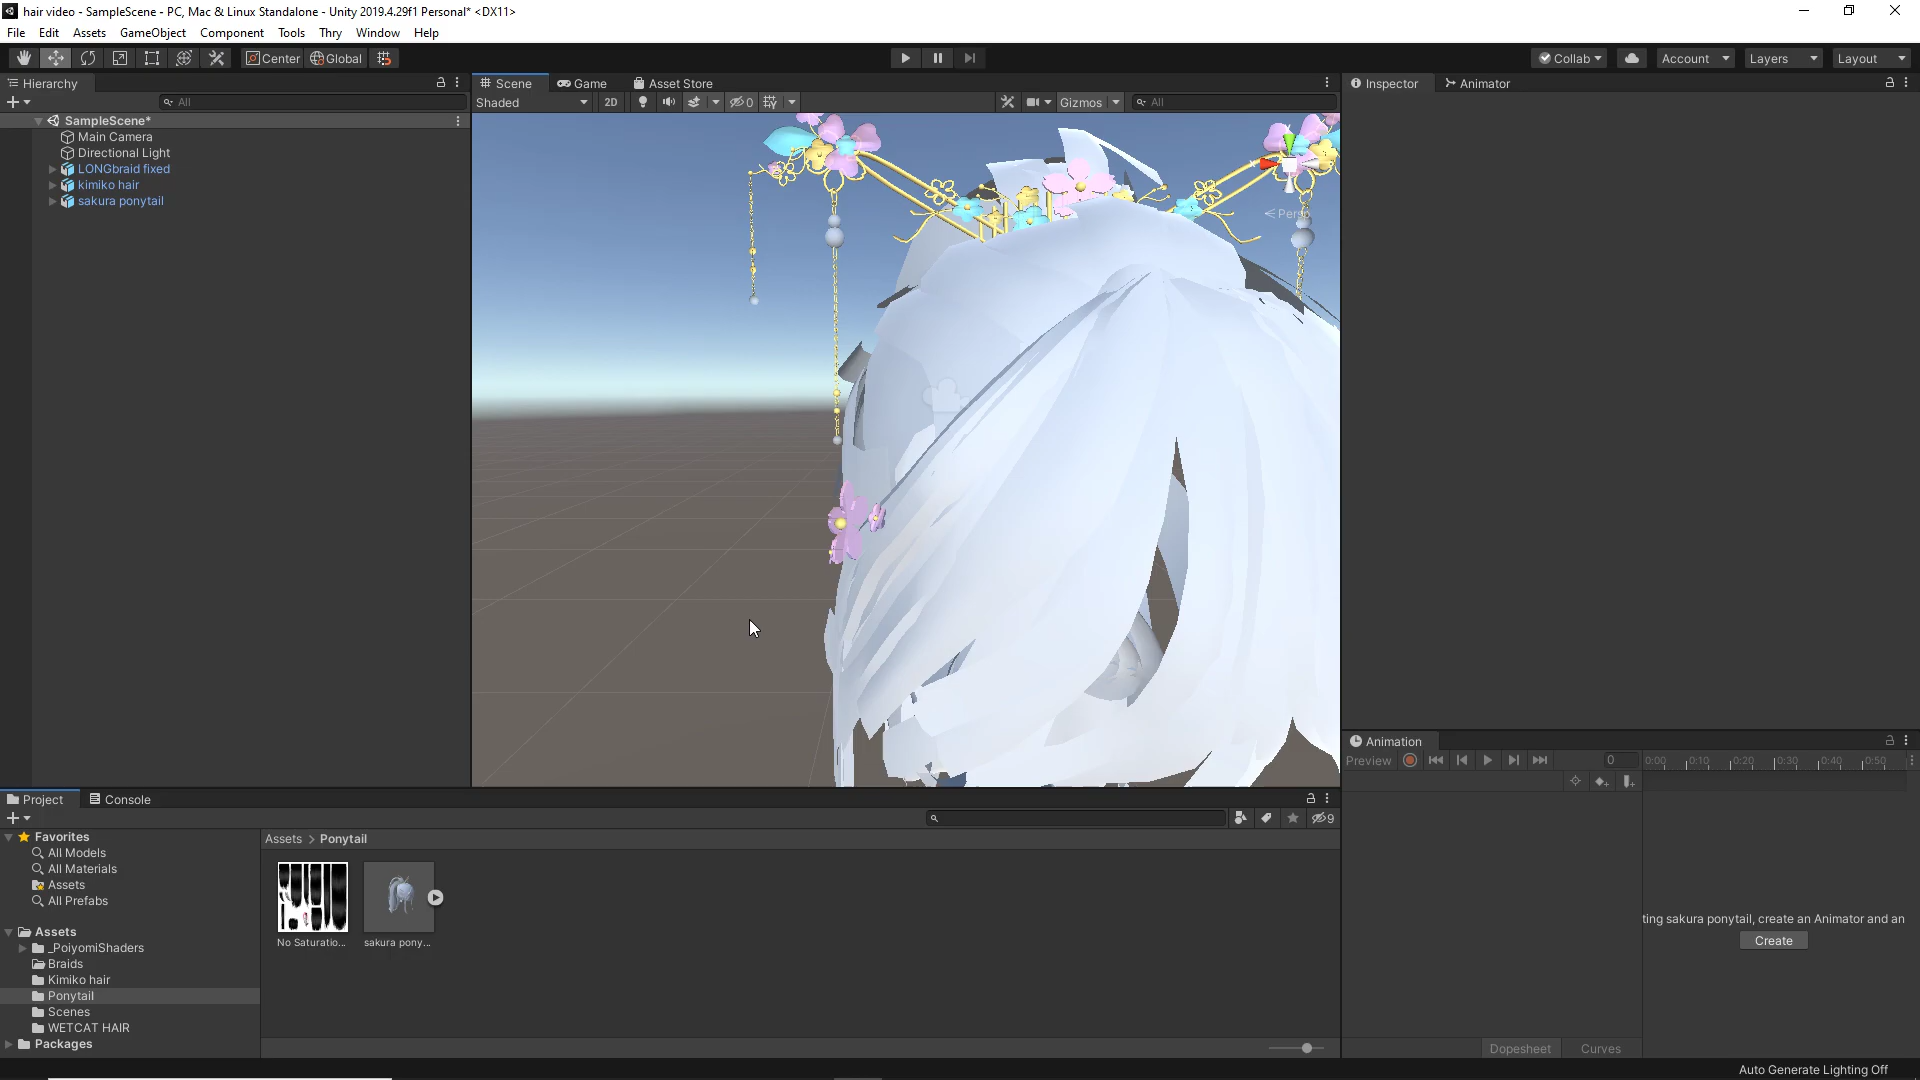 hair video - SampleScene - PC, Mac & Linux Standalone - Unity 2019.4.29f1 Personal* <DX11>
File Edit Assets GameObject Component Tools Thry Window Help
Center Global Collab Account Layers Layout
Hierarchy Scene Game Asset Store Inspector Animator
All Shaded 2D 0 Gizmos All
SampleScene*
Main Camera
Directional Light
LONGbraid fixed
kimiko hair
sakura ponytail
Persp
Animation
Preview 0 0:00 0:10 0:20 0:30 0:40 0:50
Project Console
9
Favorites
All Models
All Materials
Assets
All Prefabs
Assets
_PoiyomiShaders
Braids
Kimiko hair
Ponytail
Scenes
WETCAT HAIR
Packages
Assets > Ponytail
No Saturatio... sakura pony...
ting sakura ponytail, create an Animator and an
Create
Dopesheet Curves
Auto Generate Lighting Off